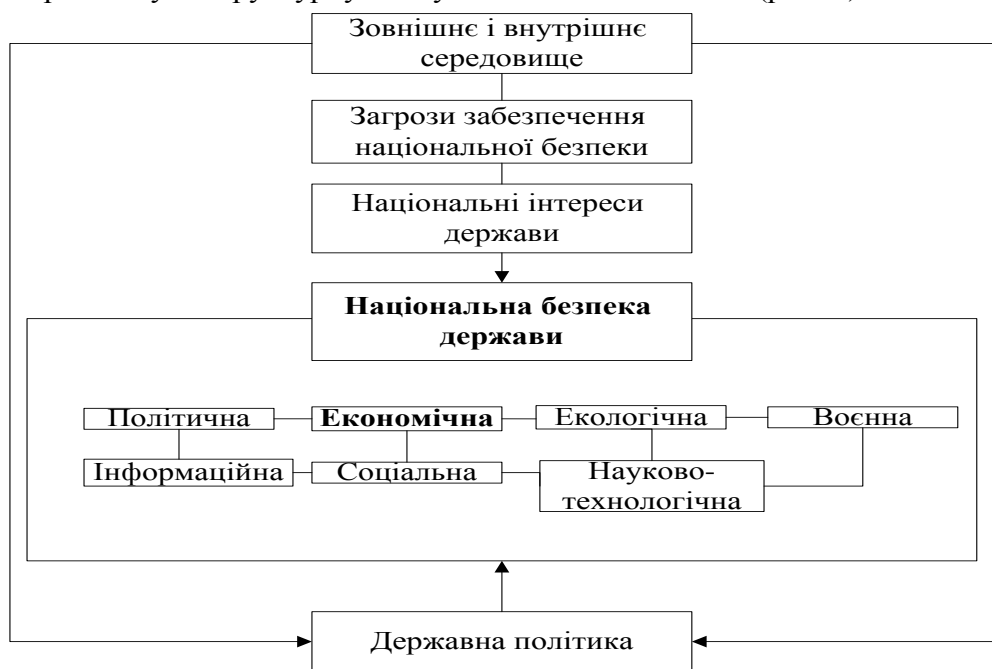 Зовнішнє і внутрішнє
середовище
Загрози забезпечення
національної безпеки
Національні інтереси
держави
Національна безпека
держави
Політична
Економічна
Екологічна
Воєнна
Інформаційна
Соціальна
Науково-
технологічна
Державна політика